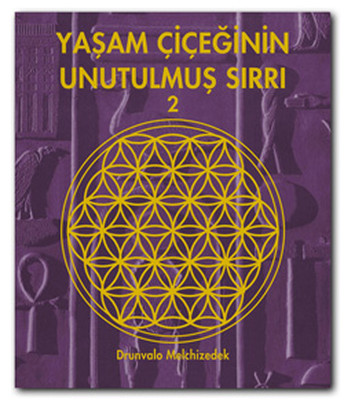 YAŞAM ÇİÇEĞİNİN
UNUTULMUŞ SIRRI
2
Drunvalo Melchizedek